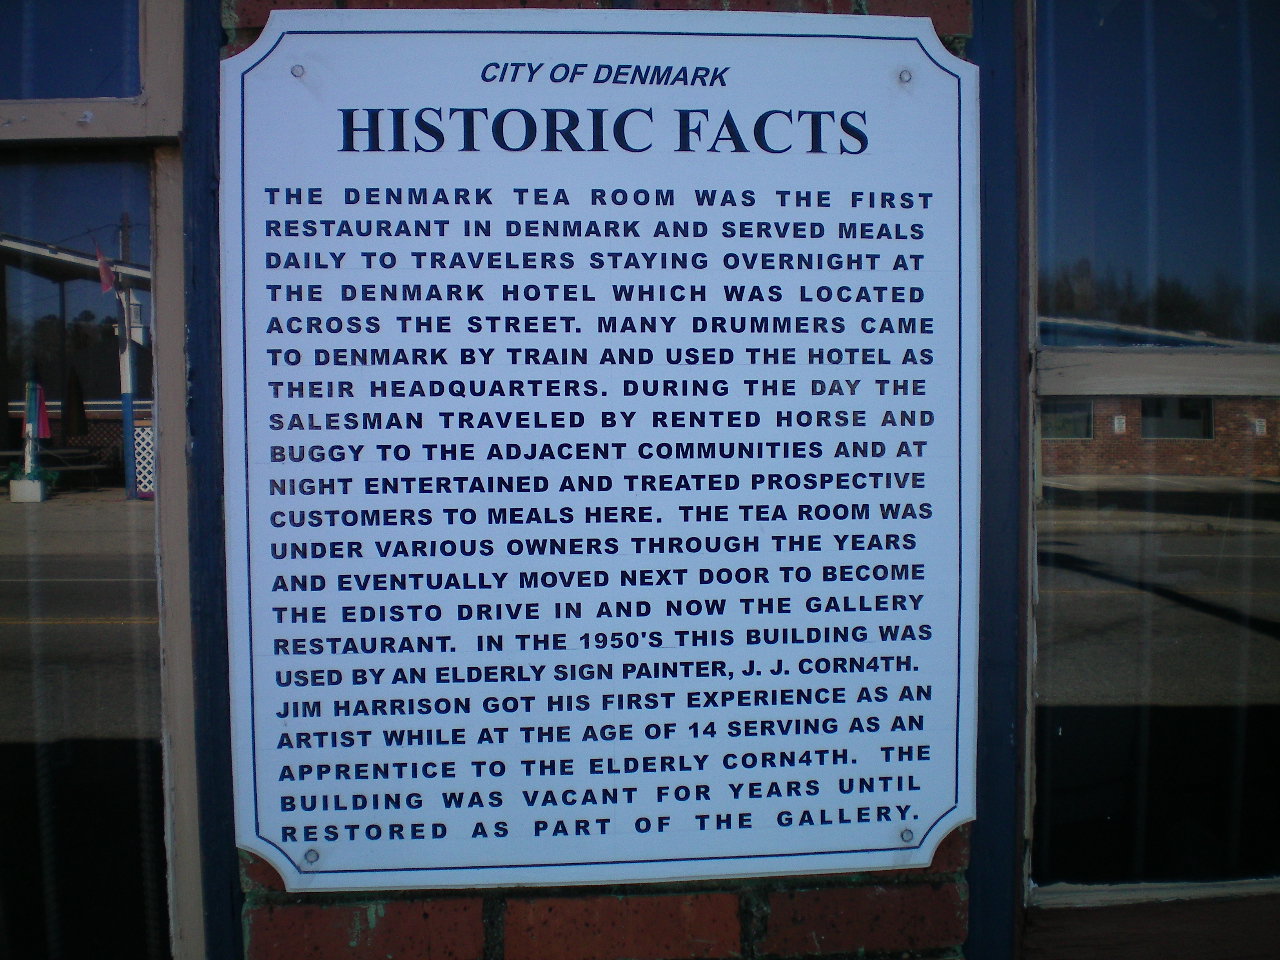 CITY OF DENMARK
HISTORIC FACTS
THE DENMARK TEA ROOM WAS THE FIRST
RESTAURANT IN DENMARK AND SERVED MEALS
DAILY TO TRAVELERS STAYING OVERNIGHT AT
THE DENMARK HOTEL WHICH WAS LOCATED
ACROSS THE STREET. MANY DRUMMERS CAME
TO DENMARK BY TRAIN AND USED THE HOTEL AS
THEIR HEADQUARTERS. DURING THE DAY THE
SALESMAN TRAVELED BY RENTED HORSE AND
BUGGY TO THE ADJACENT COMMUNITIES AND AT
NIGHT ENTERTAINED AND TREATED PROSPECTIVE
CUSTOMERS TO MEALS HERE. THE TEA ROOM WAS
UNDER VARIOUS OWNERS THROUGH THE YEARS
AND EVENTUALLY MOVED NEXT DOOR TO BECOME
THE EDISTO DRIVE IN AND NOW THE GALLERY
RESTAURANT. IN THE 1950'S THIS BUILDING WAS
USED BY AN ELDERLY SIGN PAINTER, J. J. CORN4TH.
JIM HARRISON GOT HIS FIRST EXPERIENCE AS AN
ARTIST WHILE AT THE AGE OF 14 SERVING AS AN
APPRENTICE TO THE ELDERLY CORN4TH. THE
BUILDING WAS VACANT FOR YEARS UNTIL
RESTORED AS PART OF THE GALLERY.